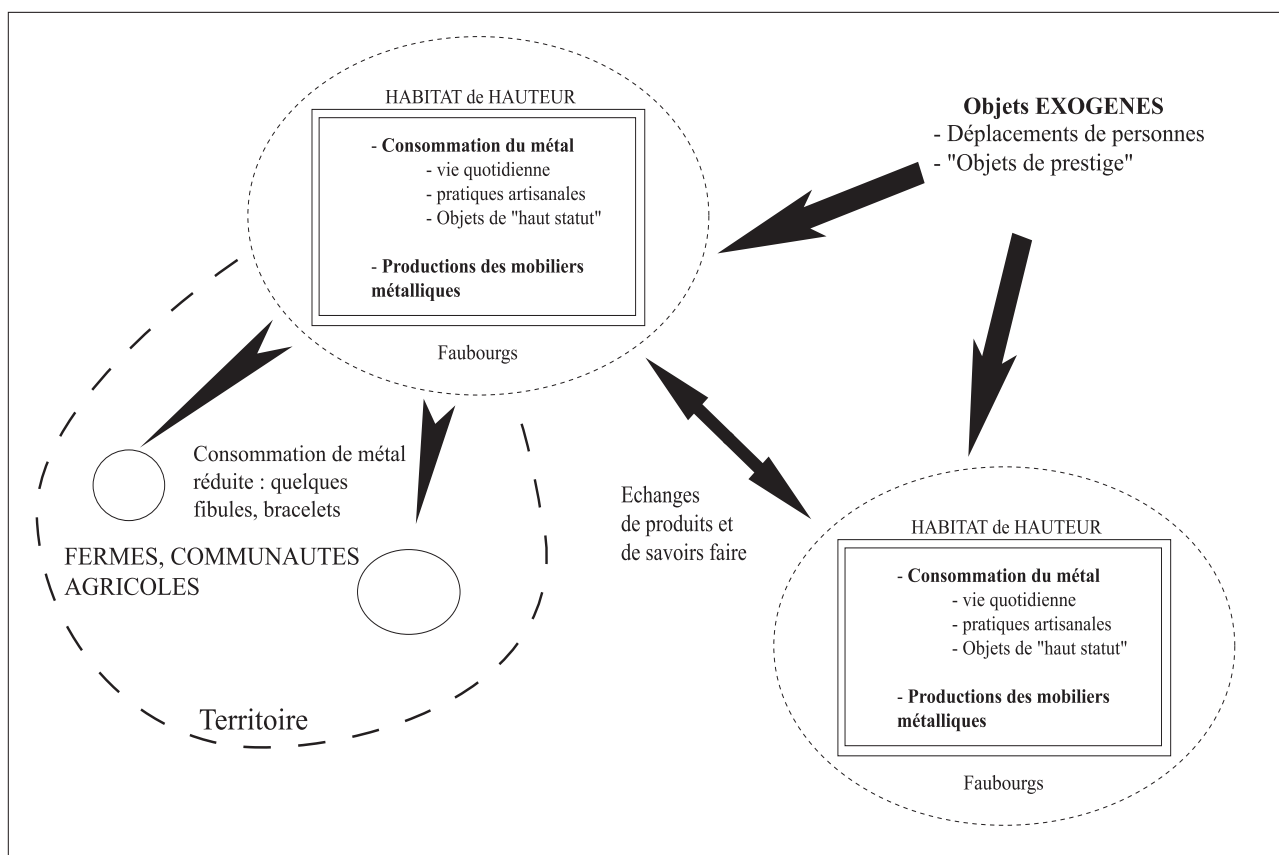 HABITAT de HAUTEUR
- Consommation du métal
- vie quotidienne
- pratiques artisanales
- Objets de "haut statut"
- Productions des mobiliers
métalliques
Faubourgs
Objets EXOGENES
- Déplacements de personnes
- "Objets de prestige"
Consommation de métal
réduite : quelques
fibules, bracelets
FERMES, COMMUNAUTES
AGRICOLES
Territoire
Echanges
de produits et
de savoirs faire
HABITAT de HAUTEUR
- Consommation du métal
- vie quotidienne
- pratiques artisanales
- Objets de "haut statut"
- Productions des mobiliers
métalliques
Faubourgs